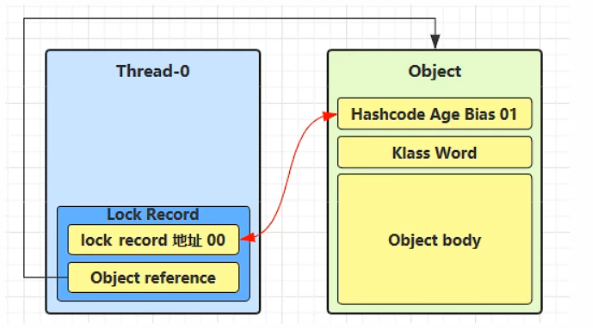 Thread-0
Lock Record
lock record 地址 00
Object reference
Object
Hashcode Age Bias 01
Klass Word
Object body